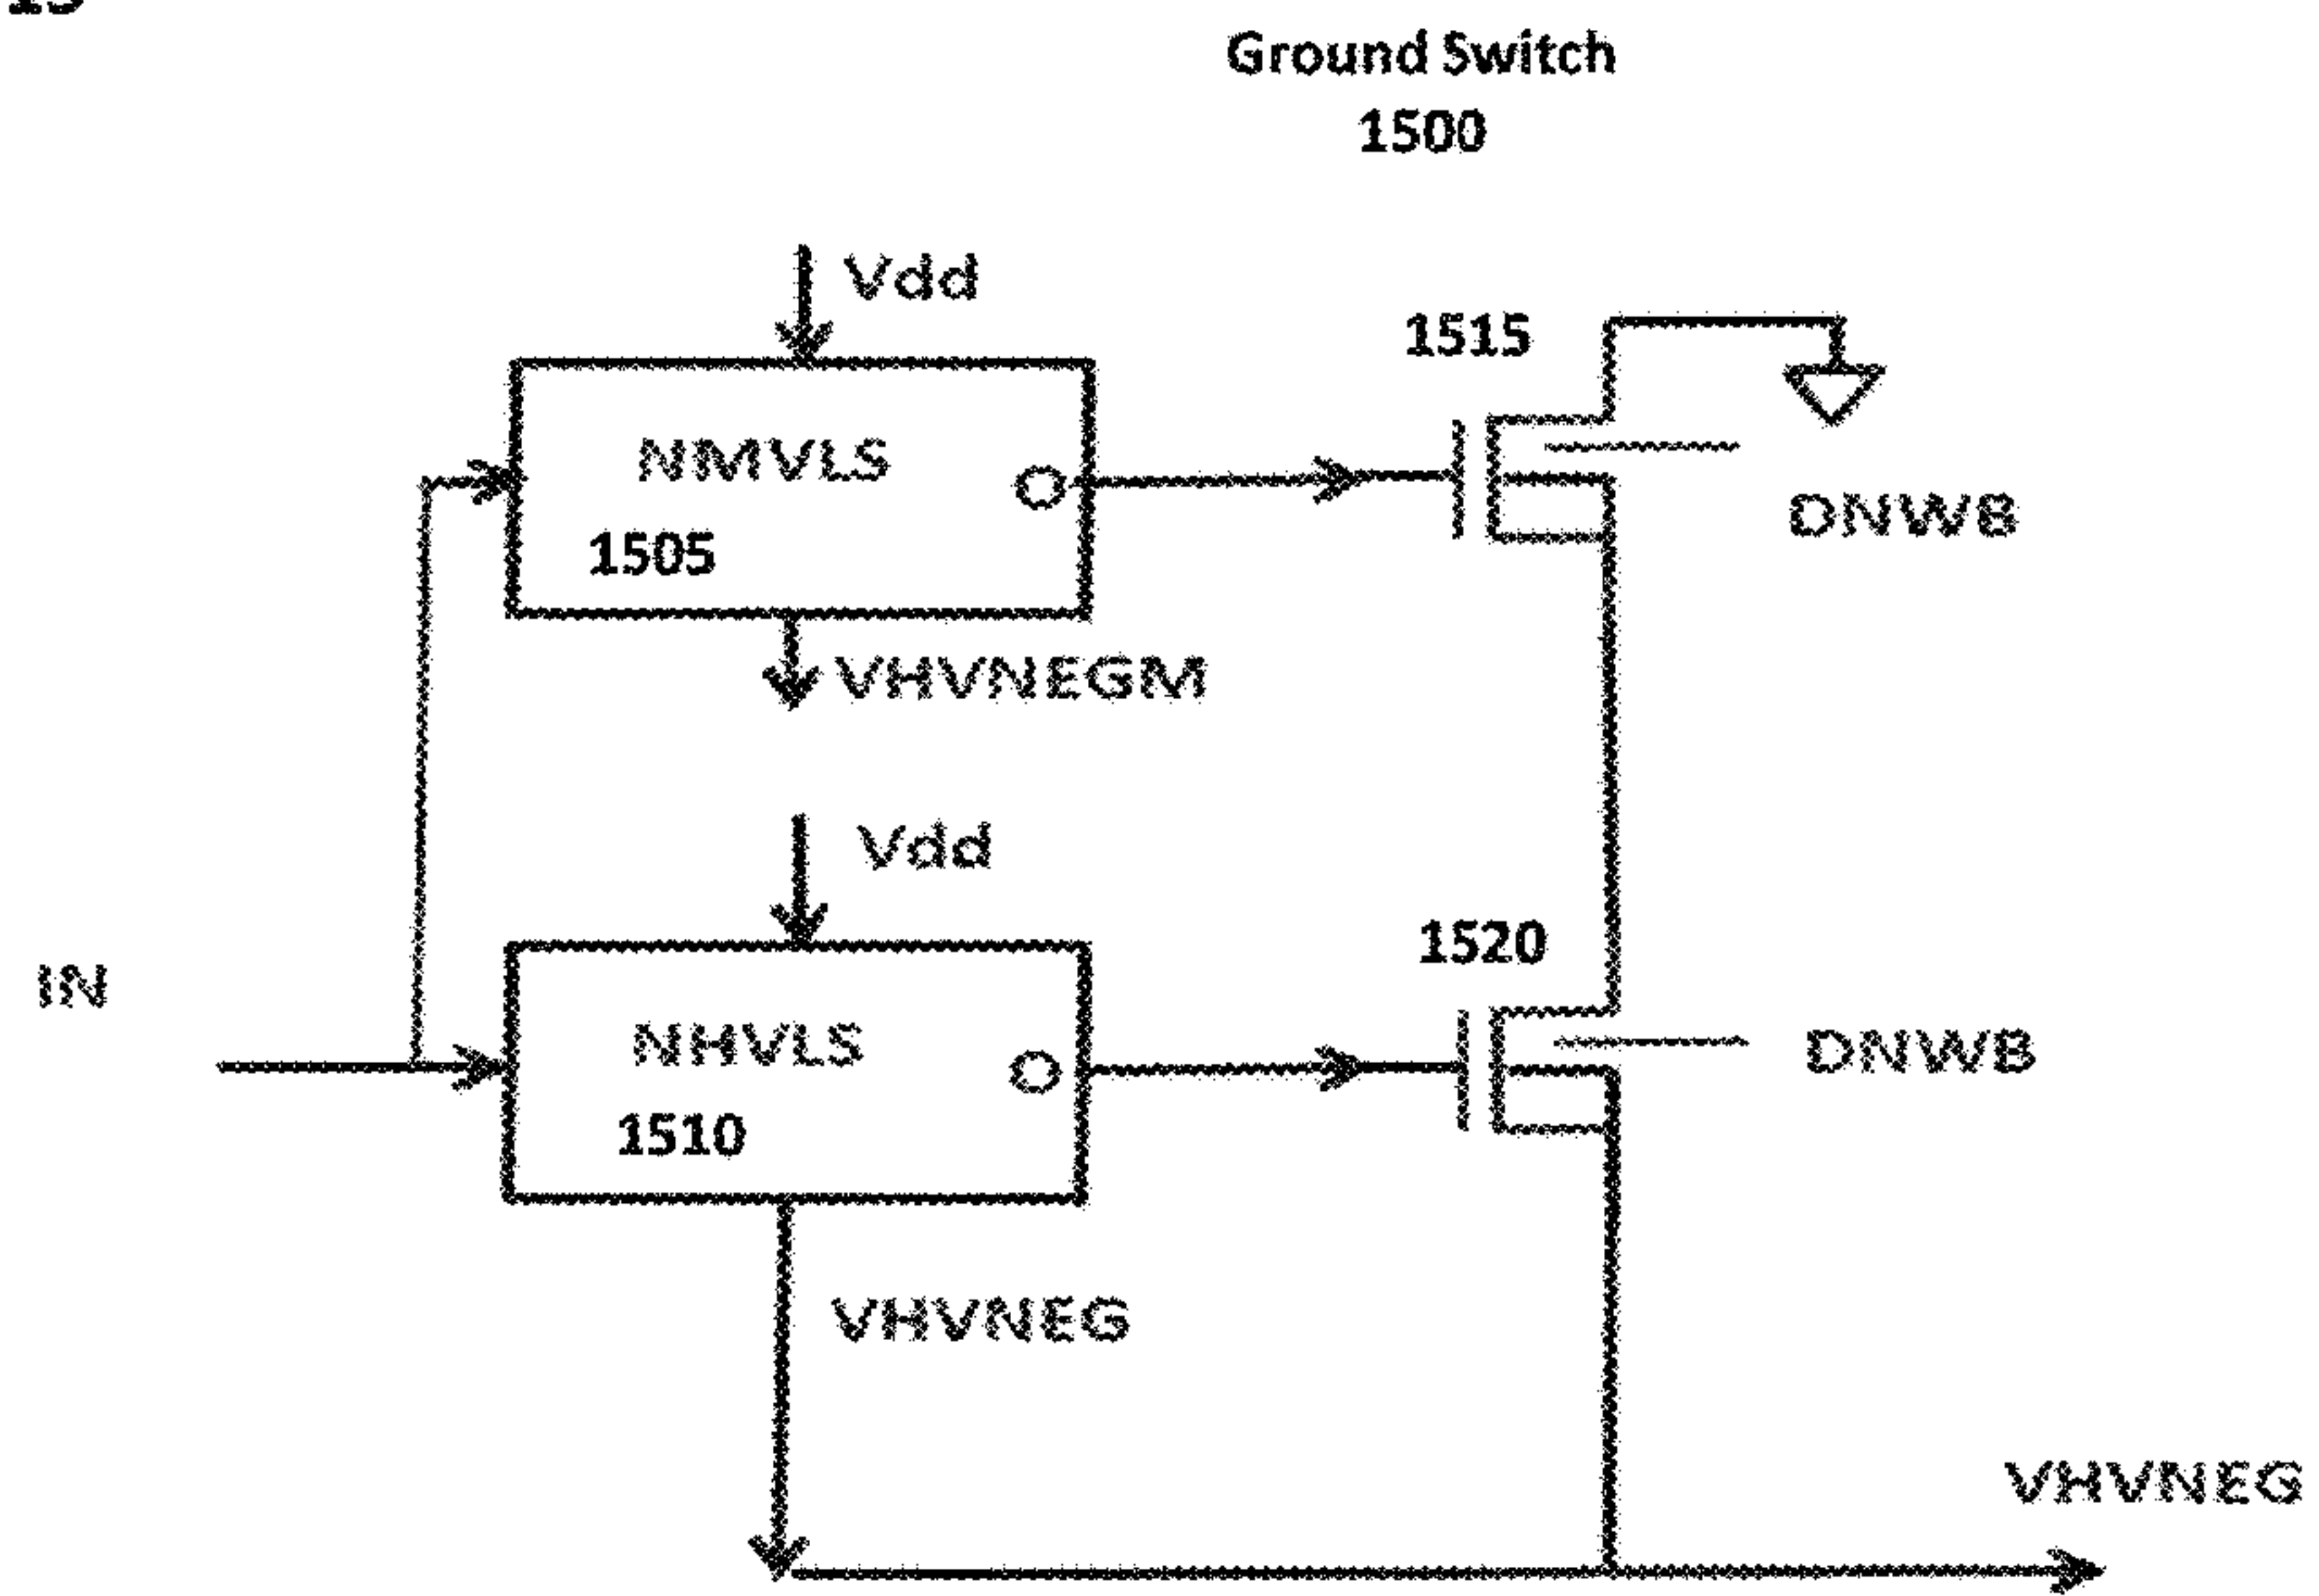 Ground Switch
1500
Vdd
1515
NMVLS
DNWB
1505
VHVNEGM
Vdd
1520
IN
NHVLS
DNWB
1510
VHVNEG
VHVNEG